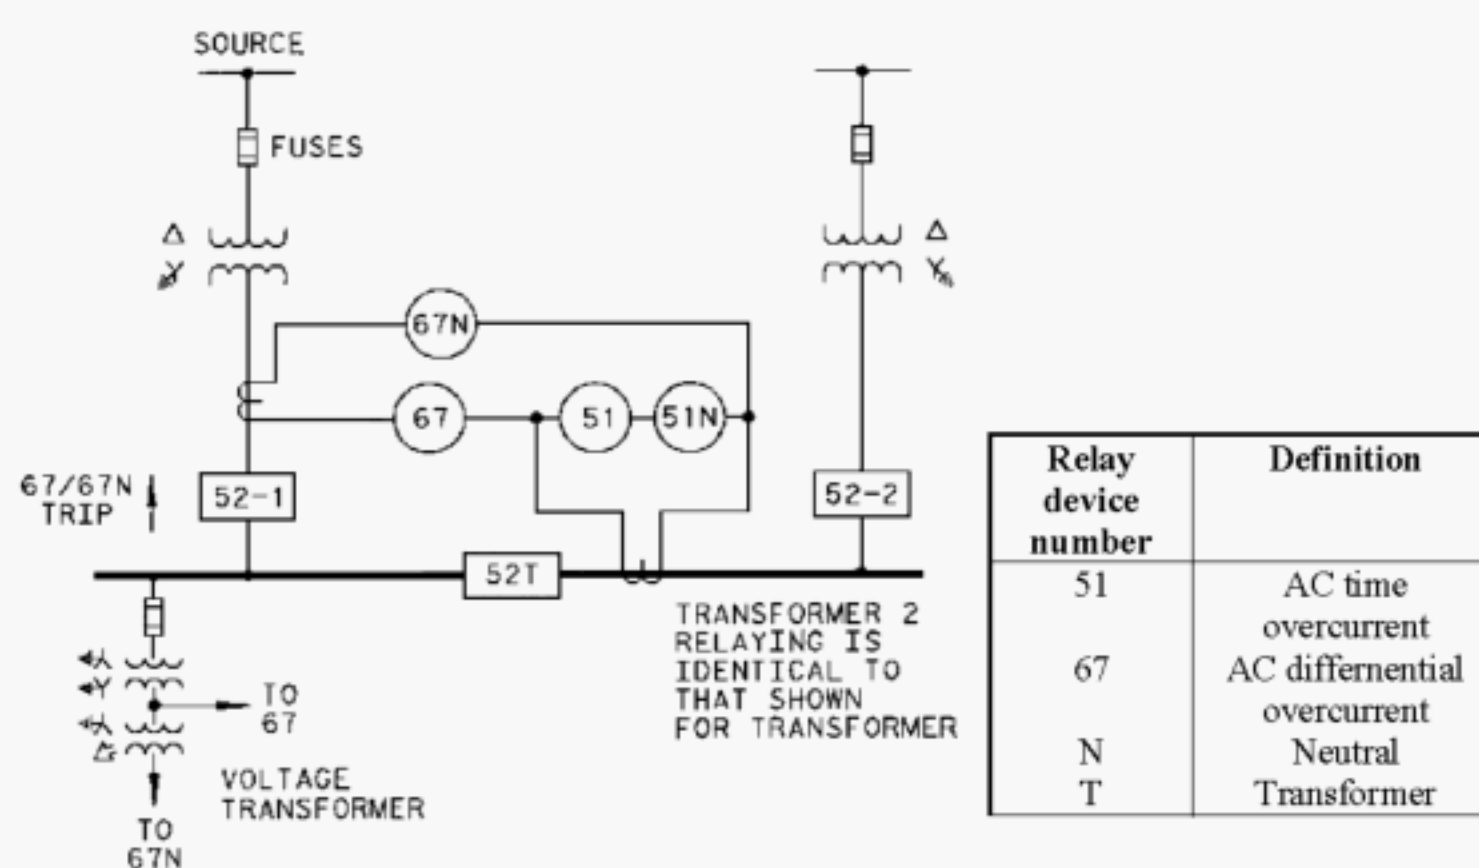 SOURCE
FUSES
Δ
Y
Δ
Y
67N
67
51
51N
67/67N
TRIP
52-1
52-2
52T
TRANSFORMER 2
RELAYING IS
IDENTICAL TO
THAT SHOWN
FOR TRANSFORMER
TO
67
VOLTAGE
TRANSFORMER
TO
67N
Relay
device
number
Definition
51
AC time
overcurrent
67
AC differnential
overcurrent
N
Neutral
T
Transformer